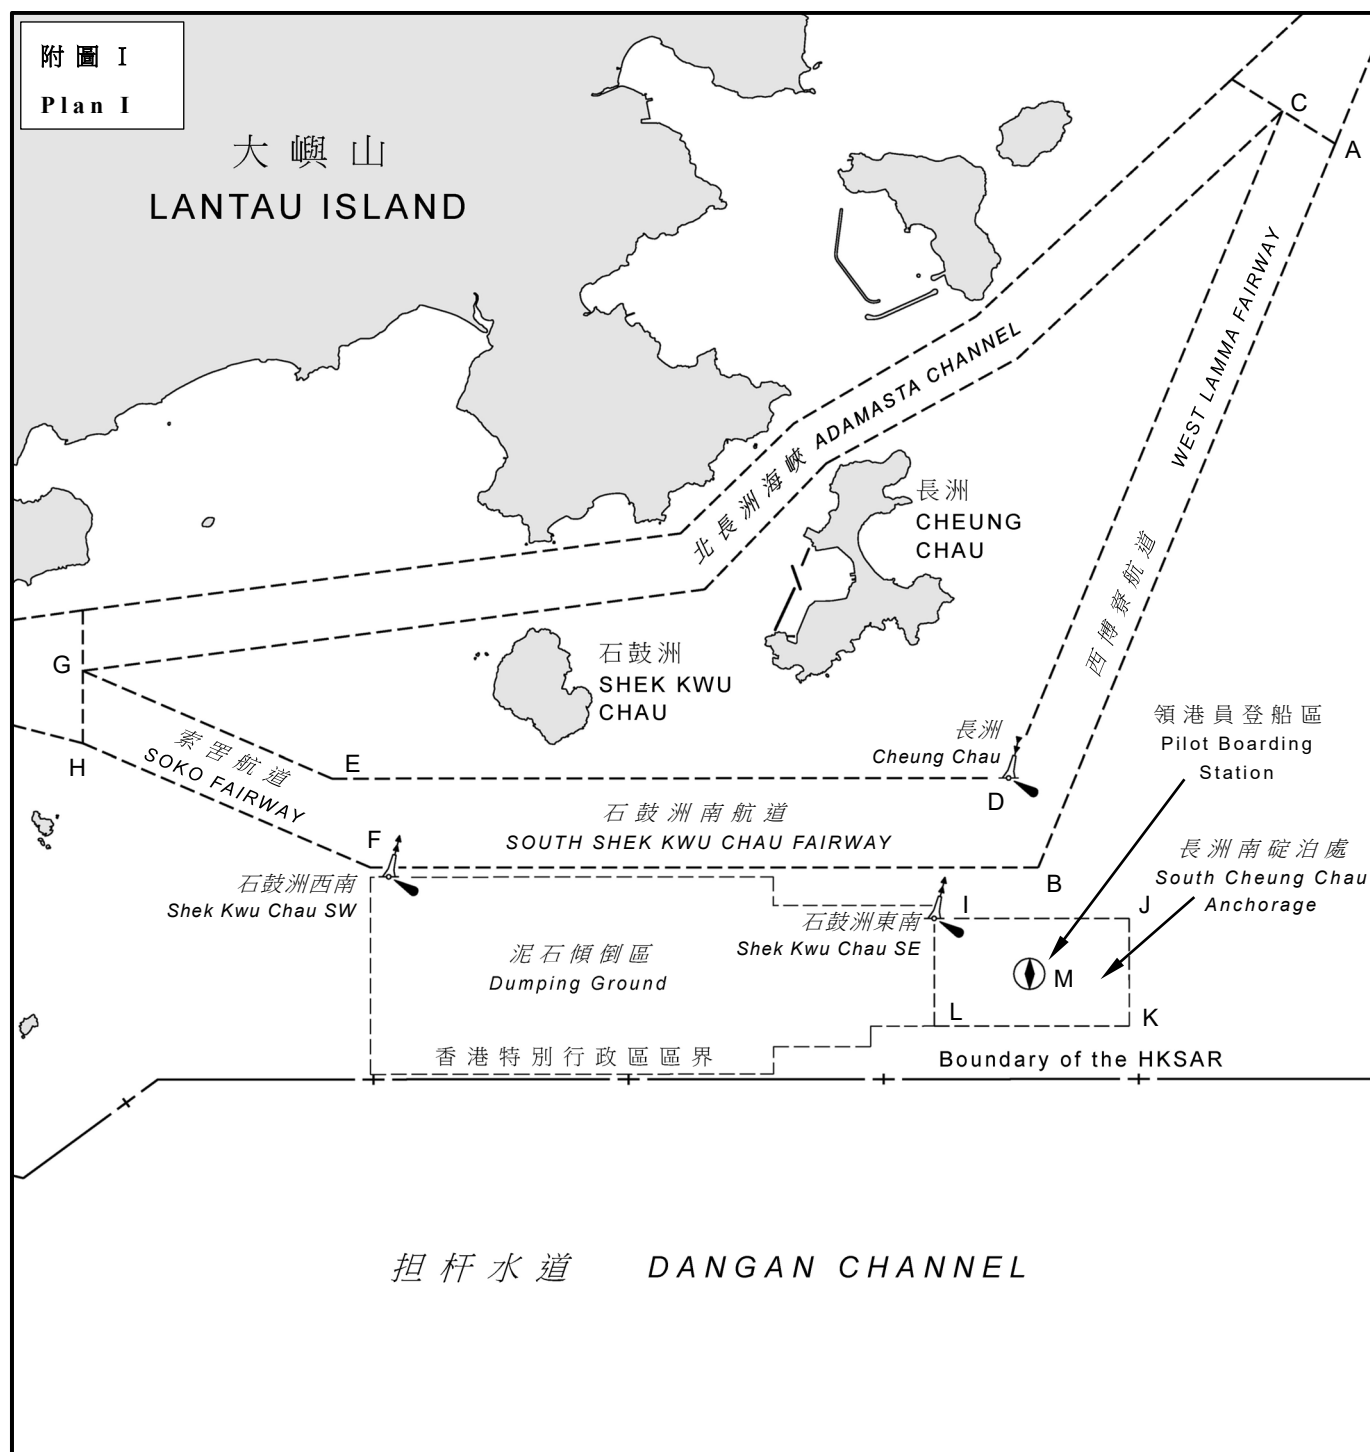 附圖 I
Plan I
大嶼山
LANTAU ISLAND
C
A
WEST LAMMA FAIRWAY
西博寮航道
北長洲海峽 ADAMASTA CHANNEL
長洲
CHEUNG
CHAU
石鼓洲
SHEK KWU
CHAU
G
H
索罟航道
SOKO FAIRWAY
E
F
長洲
Cheung Chau
D
領港員登船區
Pilot Boarding
Station
石鼓洲南航道
SOUTH SHEK KWU CHAU FAIRWAY
B
長洲南碇泊處
South Cheung Chau
Anchorage
石鼓洲西南
Shek Kwu Chau SW
I
J
石鼓洲東南
Shek Kwu Chau SE
泥石傾倒區
Dumping Ground
M
L
K
香港特別行政區區界
Boundary of the HKSAR
担杆水道 DANGAN CHANNEL